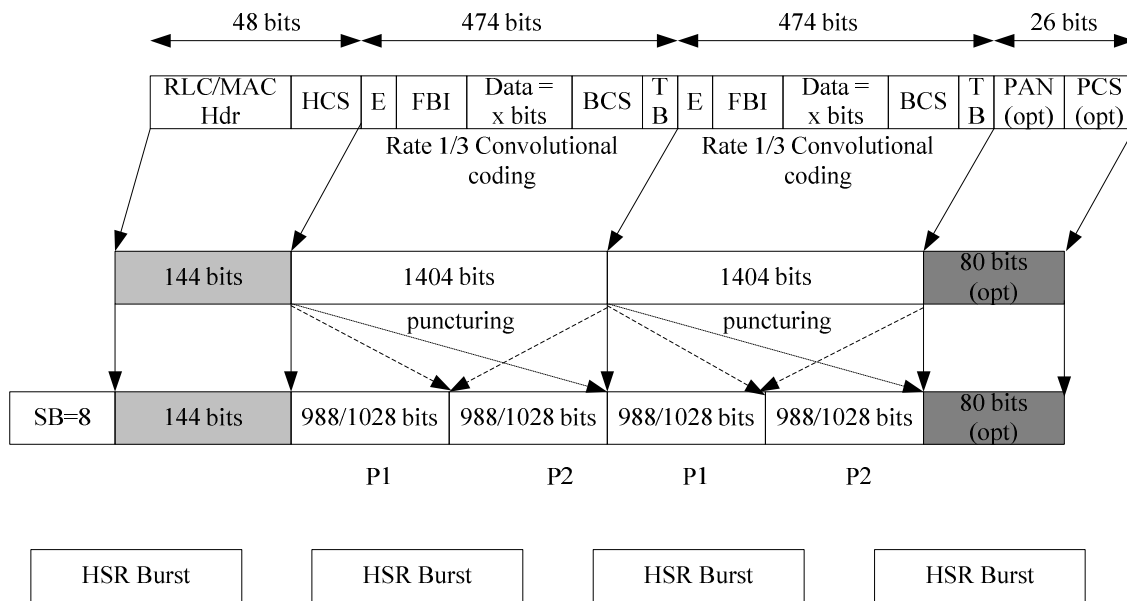 48 bits
474 bits
474 bits
26 bits
RLC/MAC
Hdr
HCS
E
FBI
Data =
x bits
BCS
T
B
E
FBI
Data =
x bits
BCS
T
B
PAN
(opt)
PCS
(opt)
Rate 1/3 Convolutional
coding
Rate 1/3 Convolutional
coding
144 bits
1404 bits
1404 bits
80 bits
(opt)
puncturing
puncturing
SB=8
144 bits
988/1028 bits
988/1028 bits
988/1028 bits
988/1028 bits
80 bits
(opt)
P1
P2
P1
P2
HSR Burst
HSR Burst
HSR Burst
HSR Burst